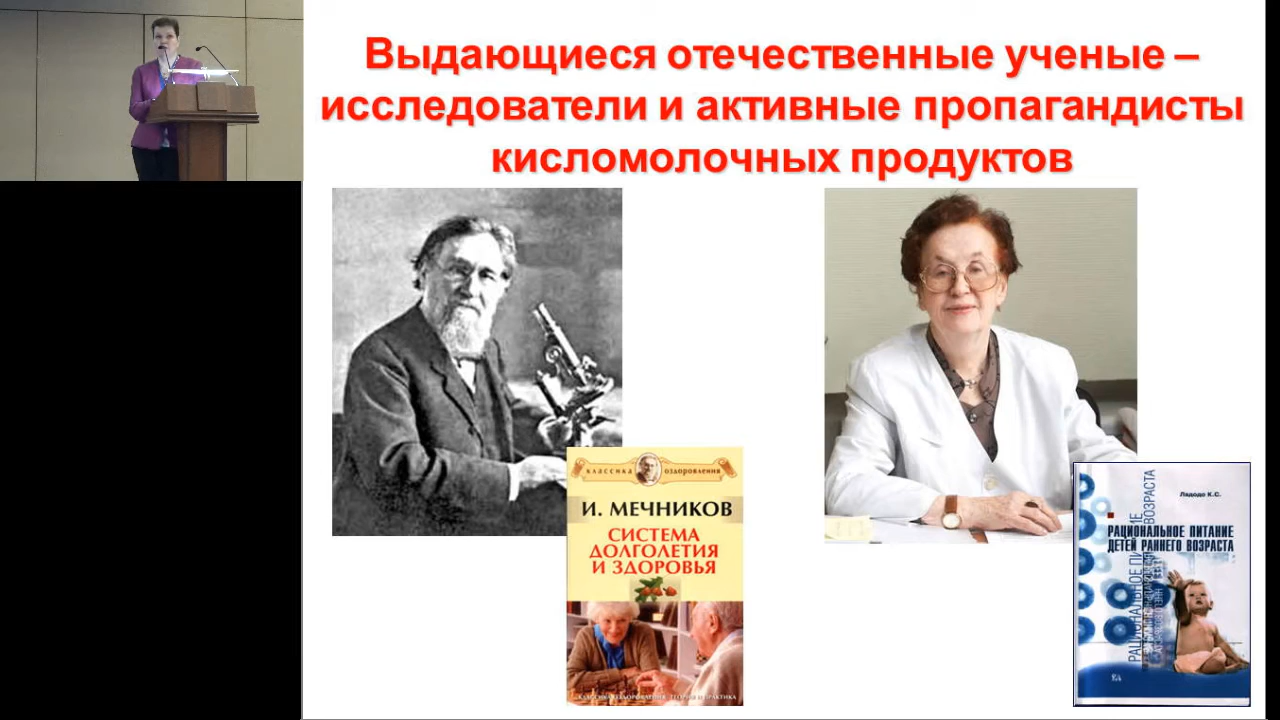 Выдающиеся отечественные ученые –
исследователи и активные пропагандисты
кисломолочных продуктов
классика оздоровления
И. МЕЧНИКОВ
СИСТЕМА
ДОЛГОЛЕТИЯ
И ЗДОРОВЬЯ
Ладодо К.С.
РАЦИОНАЛЬНОЕ ПИТАНИЕ
ДЕТЕЙ РАННЕГО ВОЗРАСТА